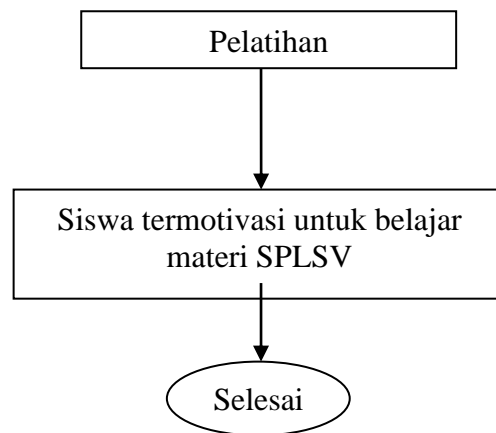 Pelatihan
Siswa termotivasi untuk belajar
materi SPLSV
Selesai